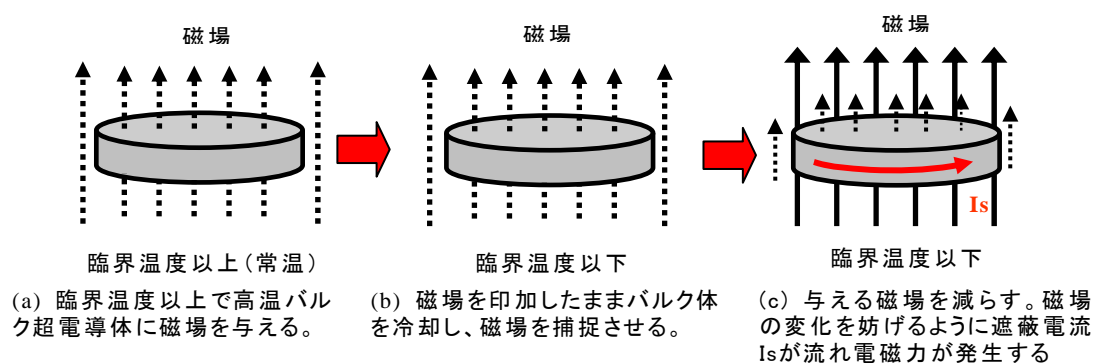 磁場
磁場
磁場
Is
臨界温度以上(常温)
臨界温度以下
臨界温度以下
(a) 臨界温度以上で高温バル
ク超電導体に磁場を与える。
(b) 磁場を印加したままバルク体
を冷却し、磁場を捕捉させる。
(c) 与える磁場を減らす。磁場
の変化を妨げるように遮蔽電流
Isが流れ電磁力が発生する